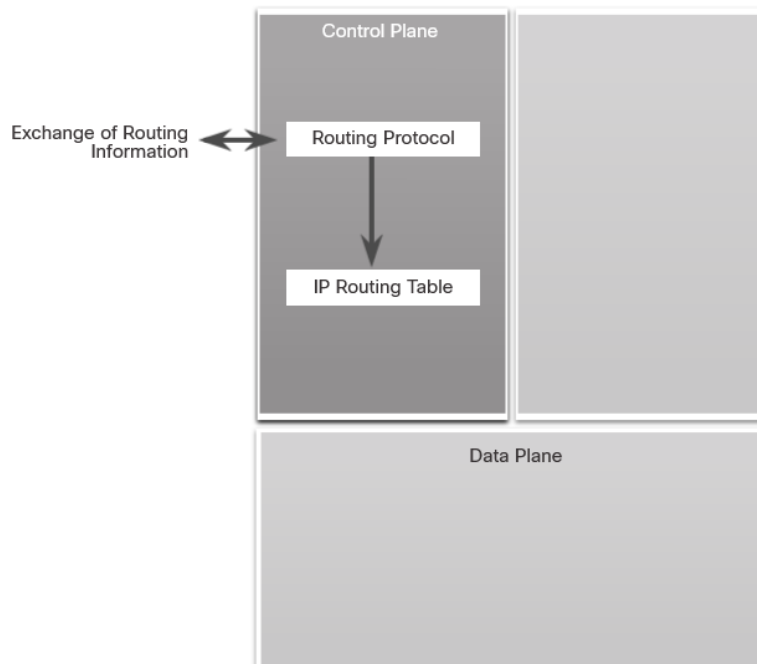 Control Plane
Exchange of Routing
Information
Routing Protocol
IP Routing Table
Data Plane